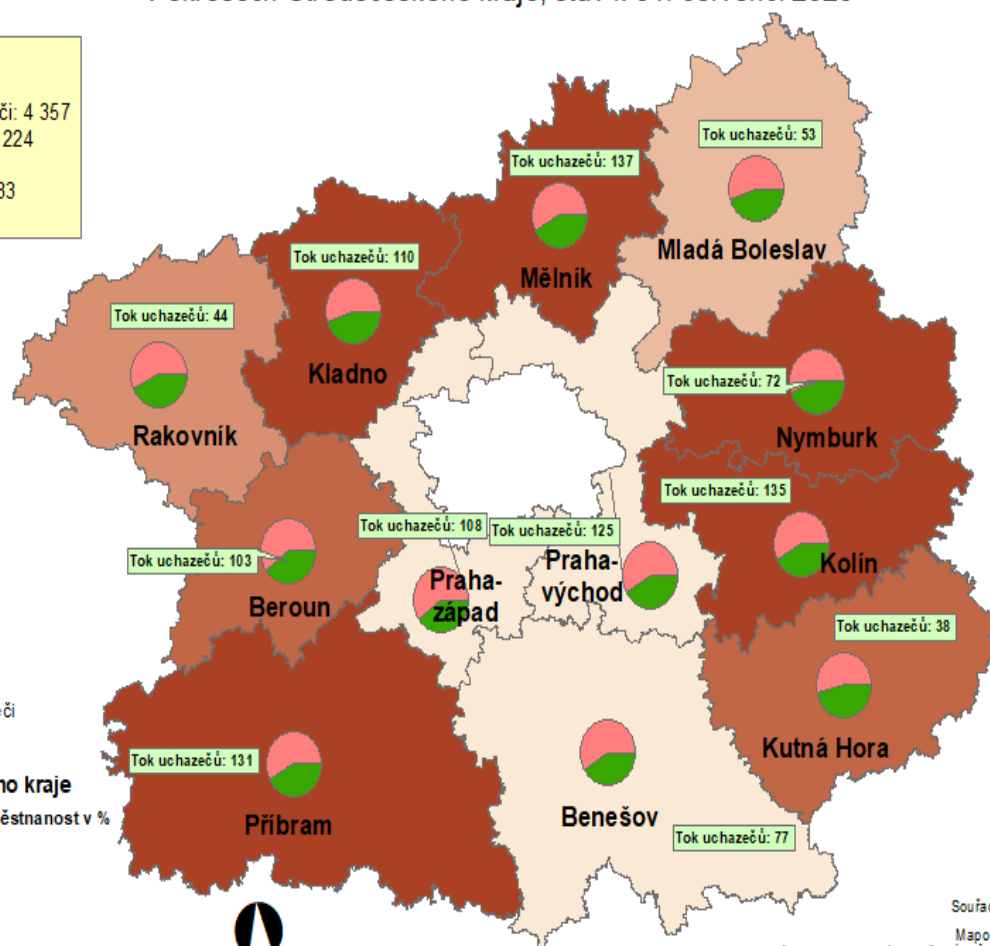 či: 4 357
224
33
Tok uchazečů: 53
Tok uchazečů: 137
Mladá Boleslav
Tok uchazečů: 110
Mělník
Tok uchazečů: 44
Kladno
Tok uchazečů: 72
Rakovník
Nymburk
Tok uchazečů: 135
Tok uchazečů: 108
Tok uchazečů: 125
Tok uchazečů: 103
Kolín
Praha-
východ
Praha-
západ
Beroun
Tok uchazečů: 38
či
Kutná Hora
Tok uchazečů: 131
no kraje
ěstnanost v %
Příbram
Benešov
Tok uchazečů: 77
Souřa
Mapo